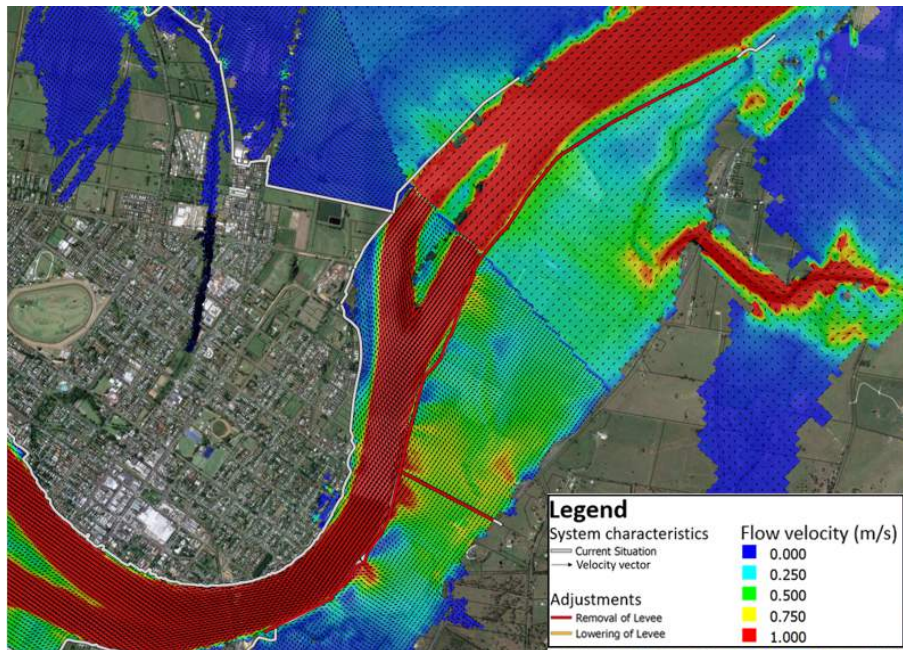 Legend
System characteristics
Current Situation
Velocity vector
Adjustments
Removal of Levee
Lowering of Levee
Flow velocity (m/s)
0.000
0.250
0.500
0.750
1.000